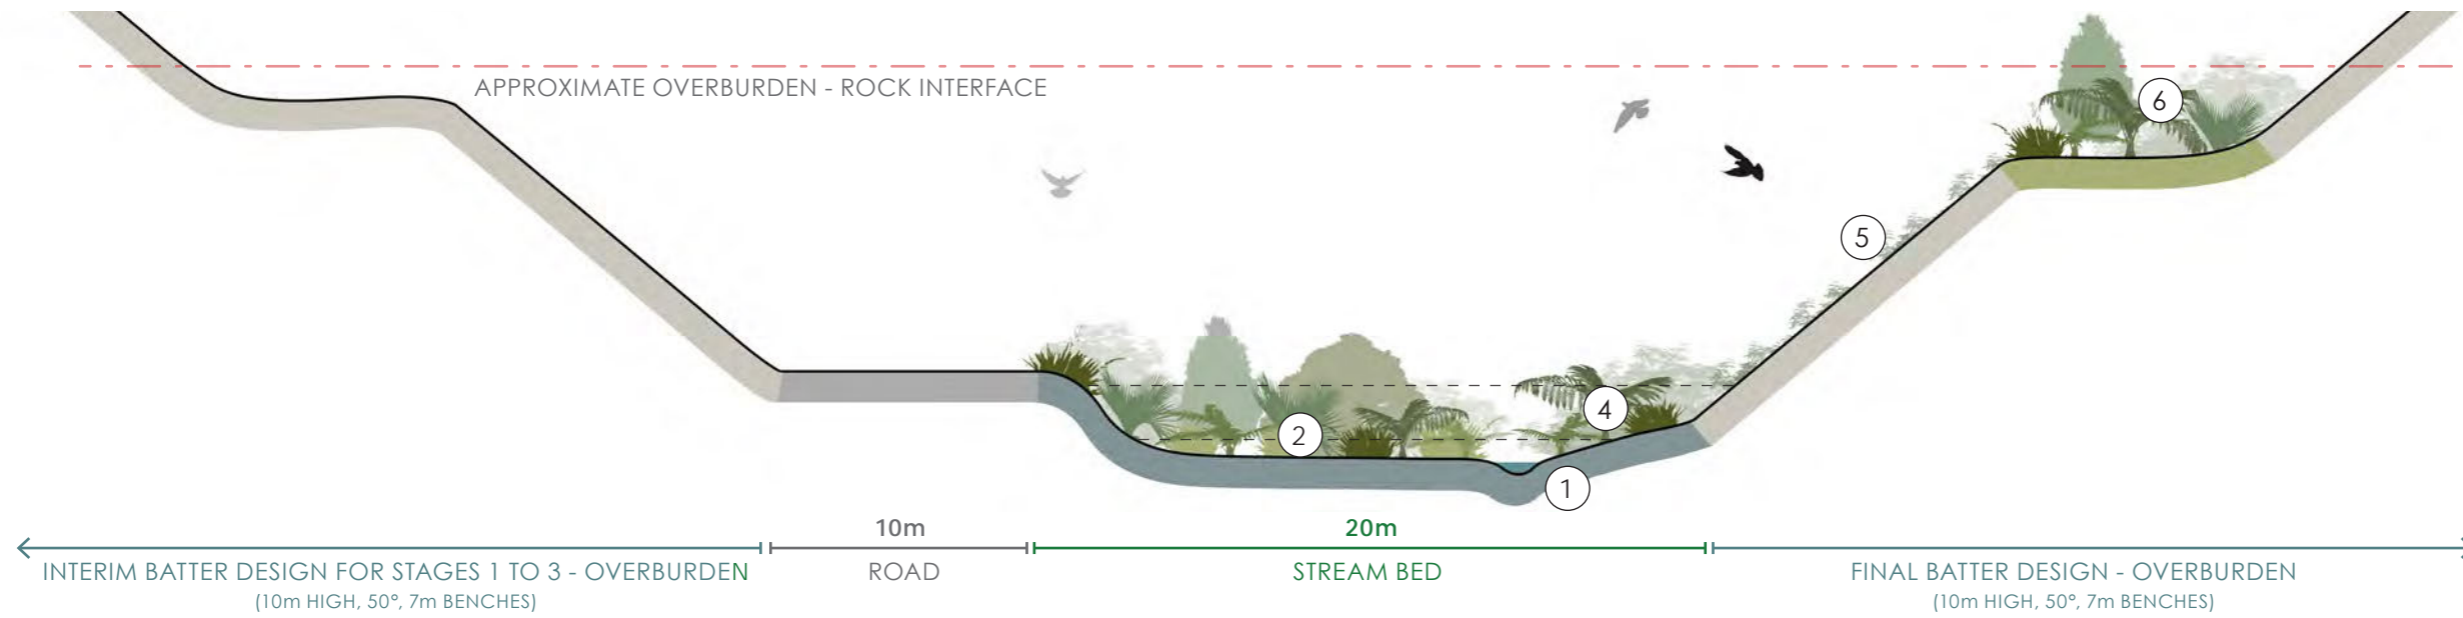 APPROXIMATE OVERBURDEN - ROCK INTERFACE
6
5
4
2
1
10m
20m
INTERIM BATTER DESIGN FOR STAGES 1 TO 3 - OVERBURDEN
ROAD
STREAM BED
FINAL BATTER DESIGN - OVERBURDEN
(10m HIGH, 50°, 7m BENCHES)
(10m HIGH, 50°, 7m BENCHES)